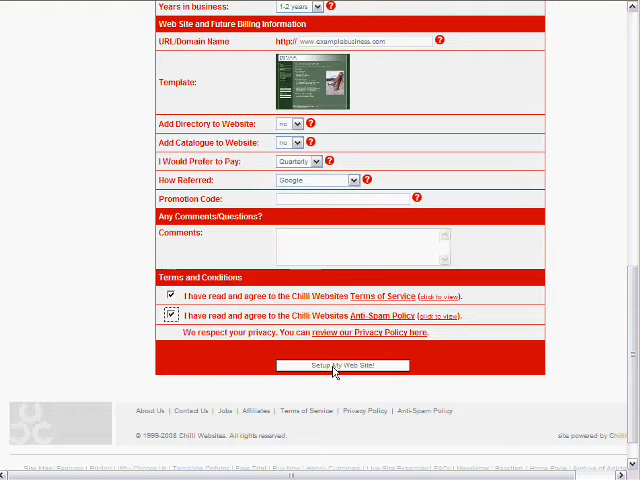 Years in business: 1-2 years
Web Site and Future Billing Information
URL/Domain Name http:// www.examplebusiness.com ?
Template:
Add Directory to Website: no ?
Add Catalogue to Website: no ?
I Would Prefer to Pay: Quarterly ?
How Referred: Google ?
Promotion Code: ?
Any Comments/Questions?
Comments:
Terms and Conditions
I have read and agree to the Chilli Websites Terms of Service (click to view).
I have read and agree to the Chilli Websites Anti-Spam Policy (click to view).
We respect your privacy. You can review our Privacy Policy here.
Setup My Web Site!
About Us | Contact Us | Jobs | Affiliates | Terms of Service | Privacy Policy | Anti-Spam Policy
© 1999-2008 Chilli Websites. All rights reserved. site powered by Chilli